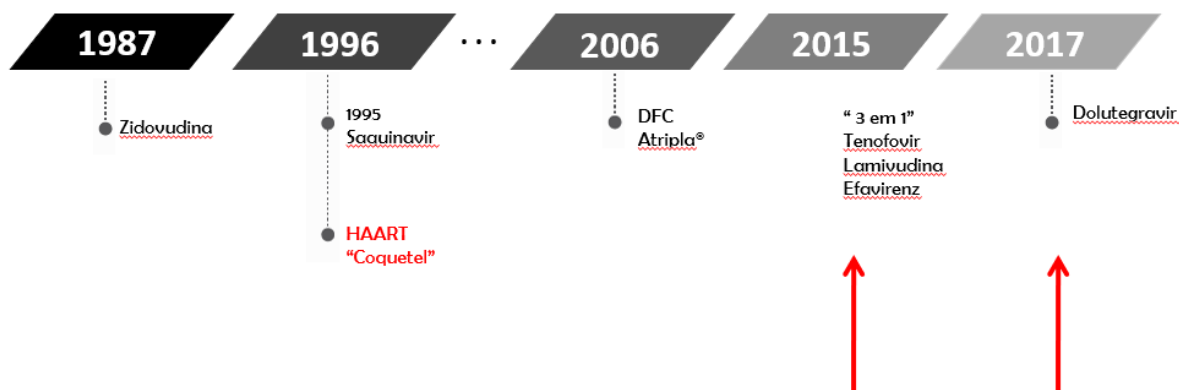 1987
1996
...
2006
2015
2017
Zidovudina
1995
Saquinavir
HAART
“Coquetel”
DFC
Atripla®
“ 3 em 1”
Tenofovir
Lamivudina
Efavirenz
Dolutegravir